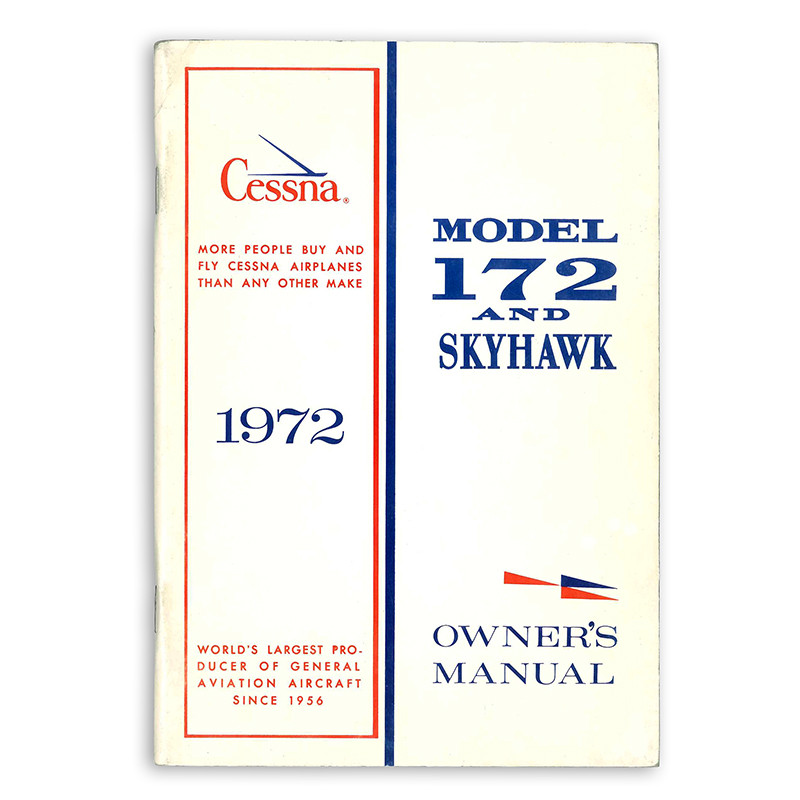 Cessna®
MORE PEOPLE BUY AND
FLY CESSNA AIRPLANES
THAN ANY OTHER MAKE
1972
WORLD'S LARGEST PRO-
DUCER OF GENERAL
AVIATION AIRCRAFT
SINCE 1956
MODEL
172
AND
SKYHAWK
OWNER'S
MANUAL